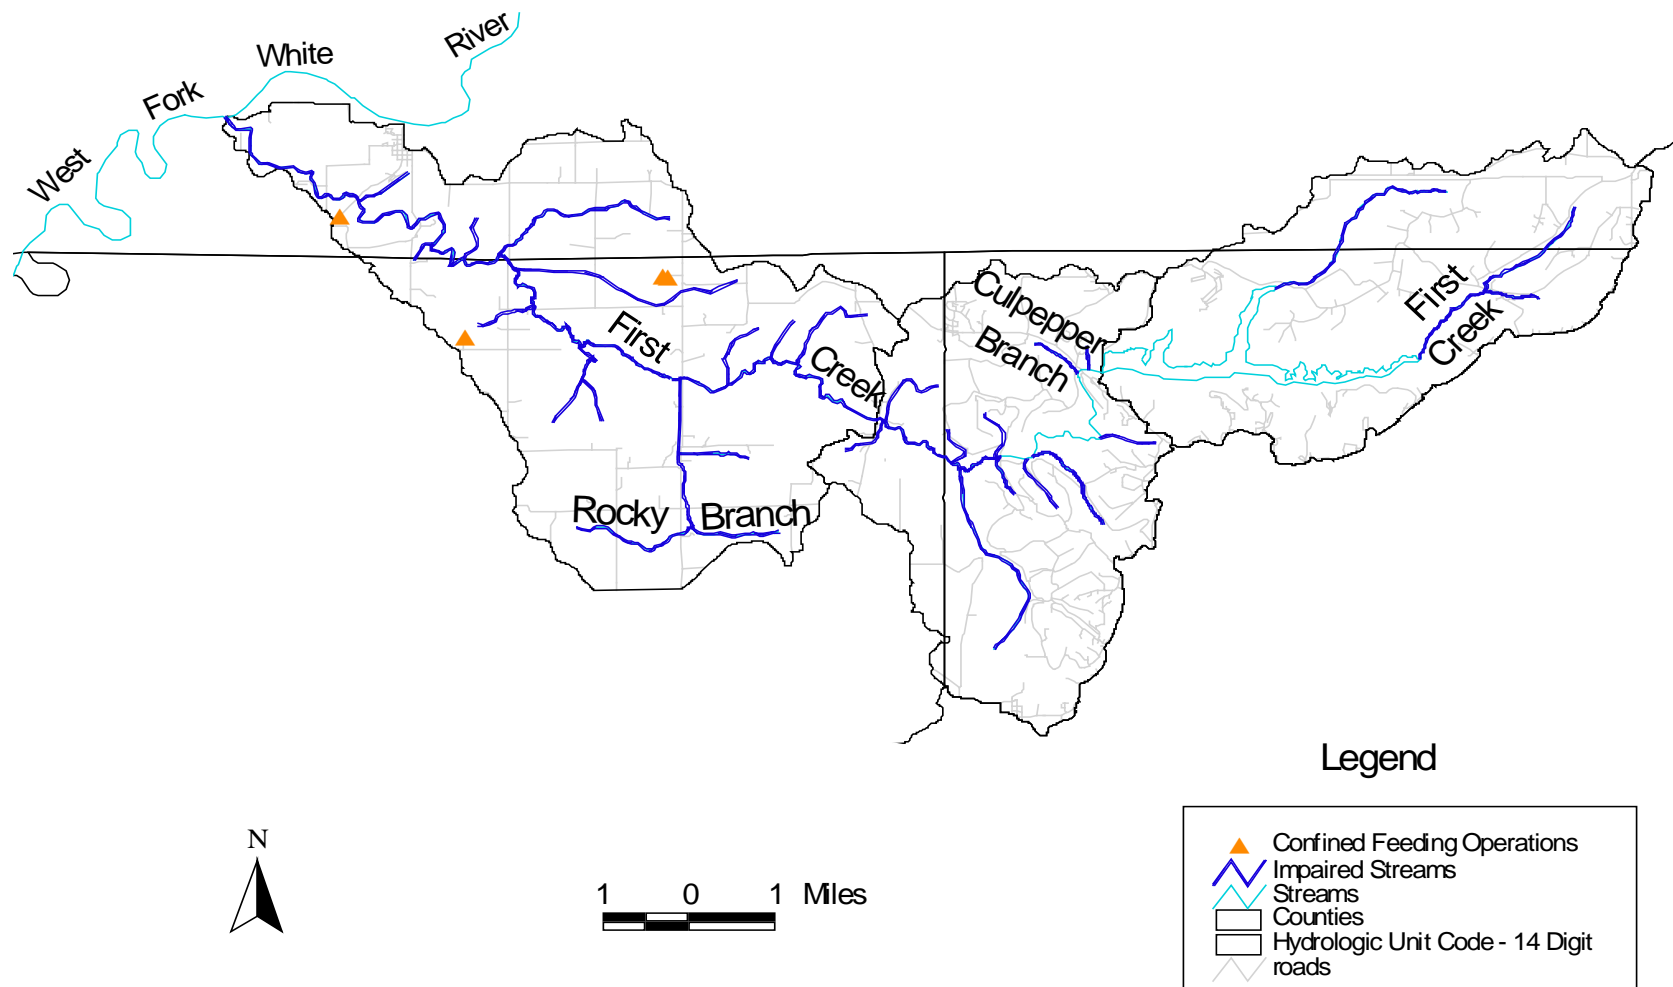 West Fork White River
First Creek
Culpepper Branch
First Creek
Rocky Branch
Legend
N
1 0 1 Miles
Confined Feeding Operations
Impaired Streams
Streams
Counties
Hydrologic Unit Code - 14 Digit
roads